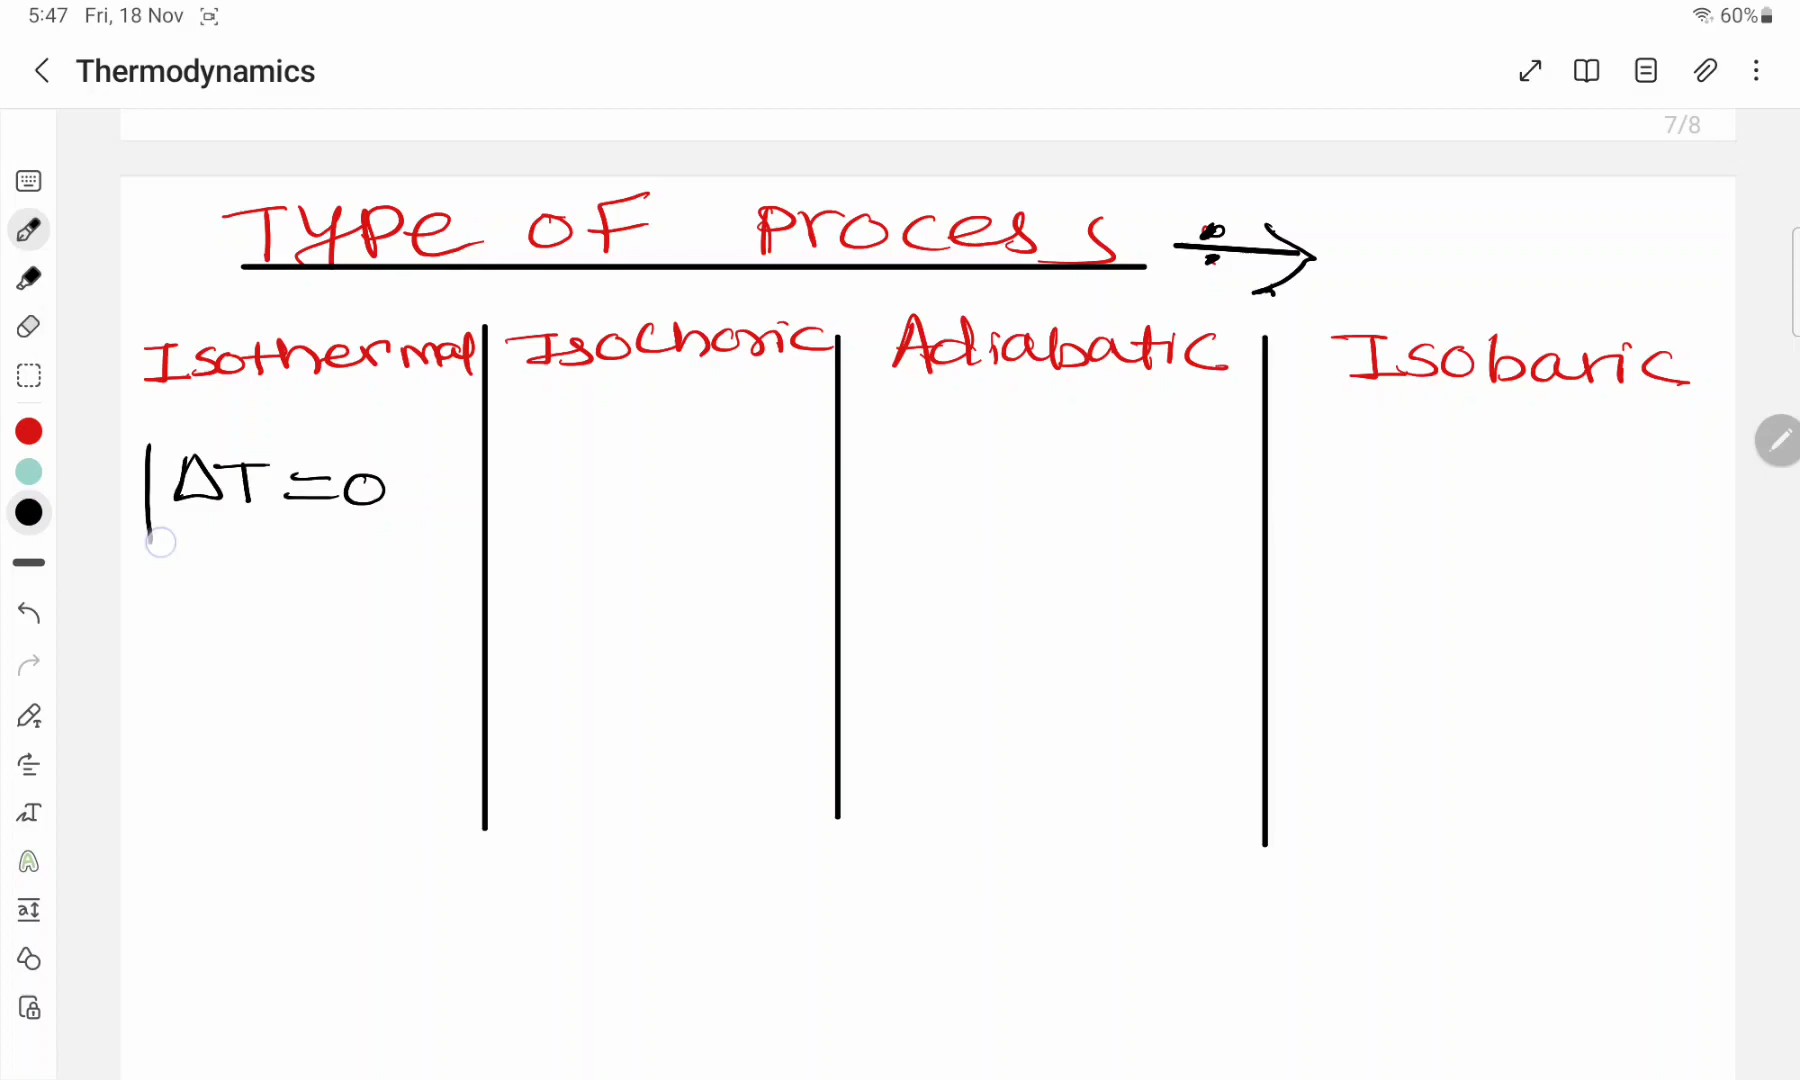 5:47 Fri, 18 Nov 60%
Thermodynamics
7/8
Type of process
Isothermal Isochoric Adiabatic Isobaric
ΔT = 0